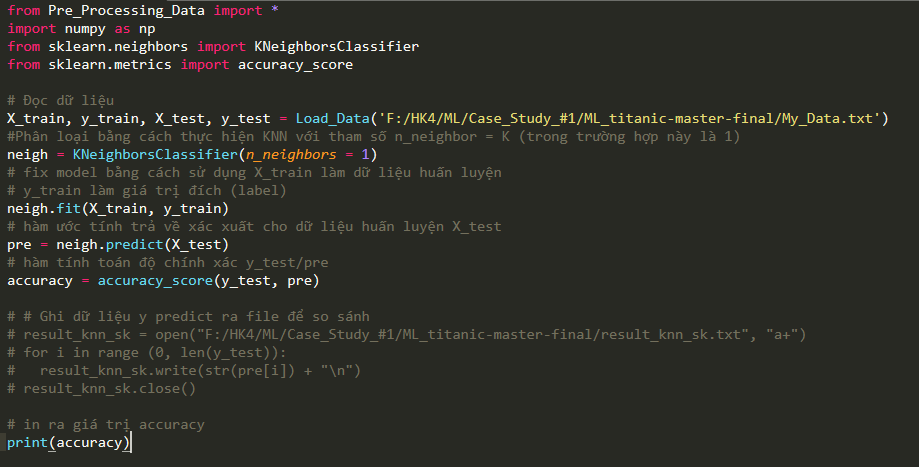 from Pre_Processing_Data import *
import numpy as np
from sklearn.neighbors import KNeighborsClassifier
from sklearn.metrics import accuracy_score
# Đọc dữ liệu
X_train, y_train, X_test, y_test = Load_Data('F:/HK4/ML/Case_Study_#1/ML_titanic-master-final/My_Data.txt')
#Phân loại bằng cách thực hiện KNN với tham số n_neighbor = K (trong trường hợp này là 1)
neigh = KNeighborsClassifier(n_neighbors = 1)
# fix model bằng cách sử dụng X_train làm dữ liệu huấn luyện
# y_train làm giá trị đích (label)
neigh.fit(X_train, y_train)
# hàm ước tính trả về xác xuất cho dữ liệu huấn luyện X_test
pre = neigh.predict(X_test)
# hàm tính toán độ chính xác y_test/pre
accuracy = accuracy_score(y_test, pre)
# # Ghi dữ liệu y predict ra file để so sánh
# result_knn_sk = open("F:/HK4/ML/Case_Study_#1/ML_titanic-master-final/result_knn_sk.txt", "a+")
# for i in range (0, len(y_test)):
#   result_knn_sk.write(str(pre[i]) + "\n")
# result_knn_sk.close()
# in ra giá trị accuracy
print(accuracy)